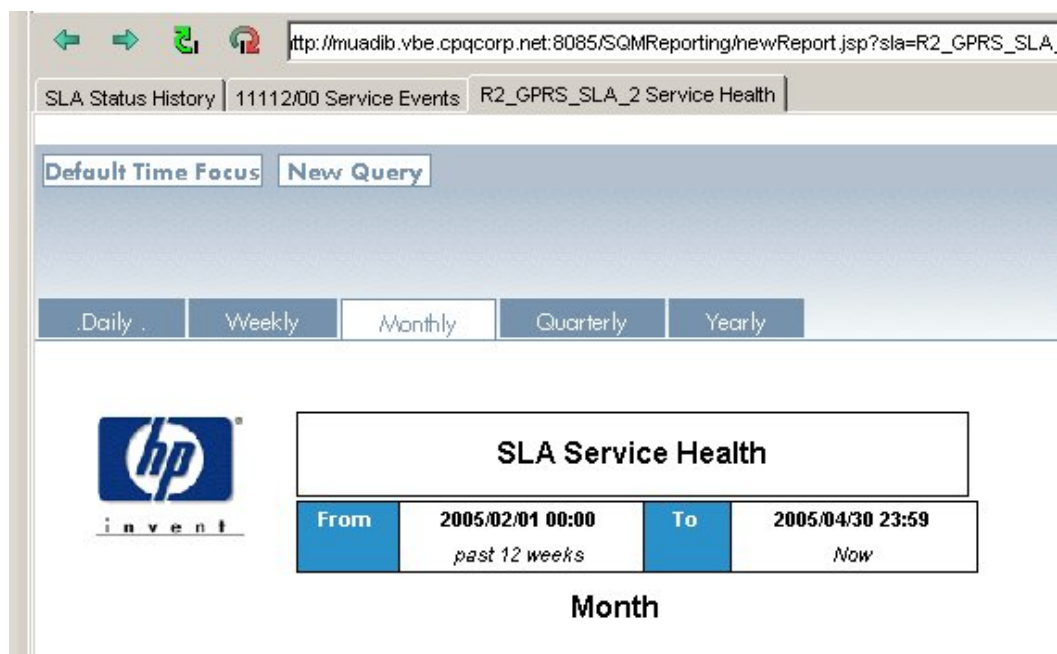 ttp://muadib.vbe.cpqcorp.net:8085/SQMReporting/newReport.jsp?sla=R2_GPRS_SLA_
SLA Status History 11112/00 Service Events R2_GPRS_SLA_2 Service Health
Default Time Focus New Query
.Daily . Weekly Monthly Quarterly Yearly
hp
invent
SLA Service Health
From 2005/02/01 00:00 To 2005/04/30 23:59
past 12 weeks Now
Month